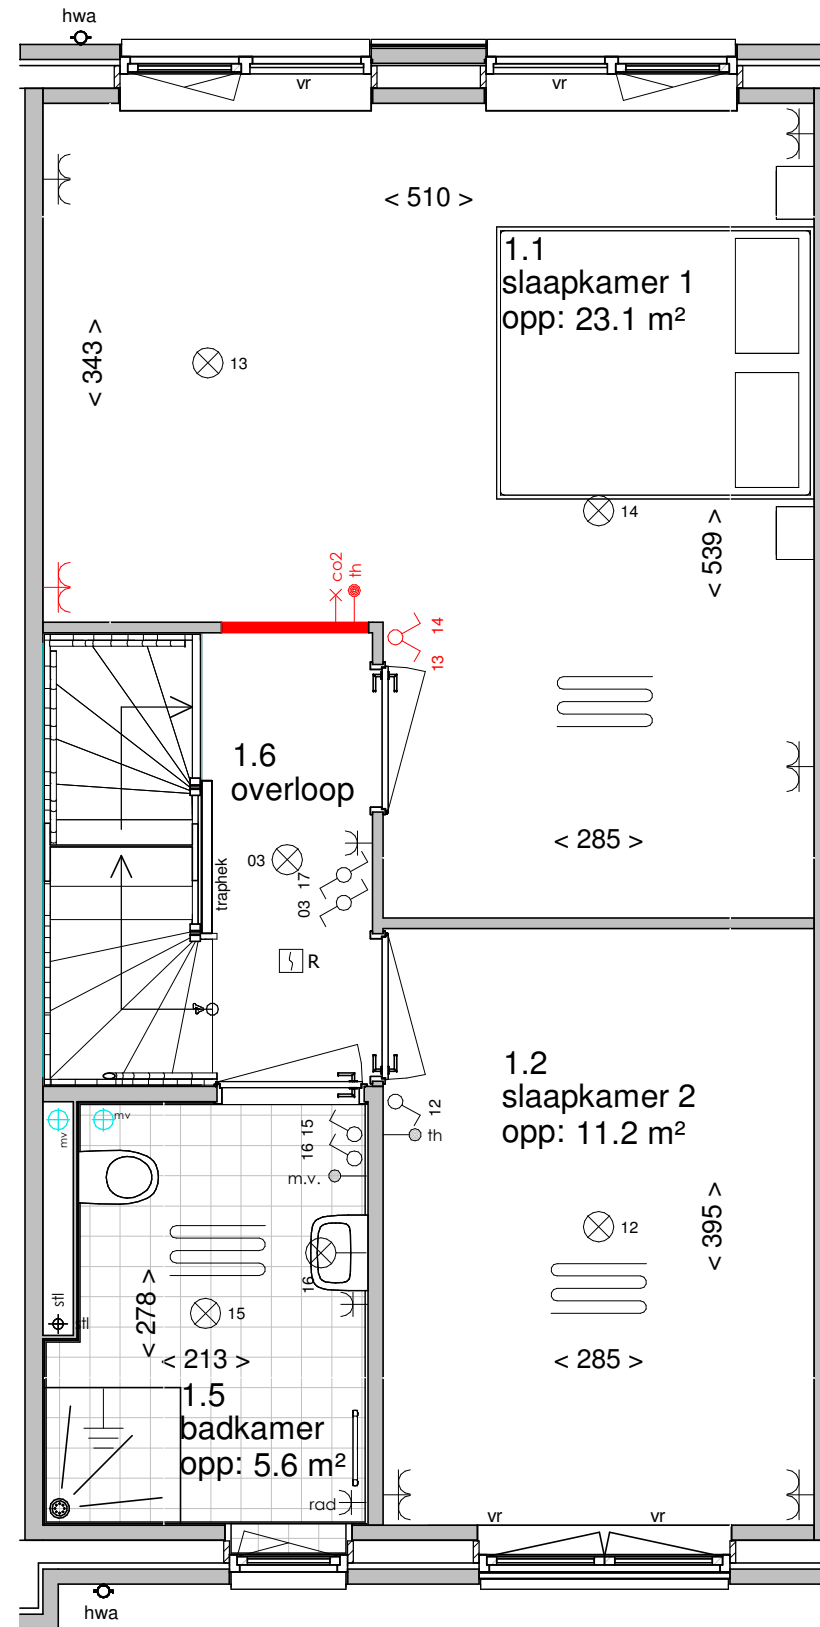 hwa
vr
vr
< 510 >
1.1
slaapkamer 1
opp: 23.1 m²
< 343 >
13
14
< 539 >
co2
th
14
13
1.6
overloop
< 285 >
03
17
03
traphek
R
1.2
slaapkamer 2
opp: 11.2 m²
12
th
mv
mv
15
16
m.v.
< 395 >
12
16
stl
stl
< 278 >
15
< 213 >
< 285 >
1.5
badkamer
opp: 5.6 m²
rad
vr
vr
hwa